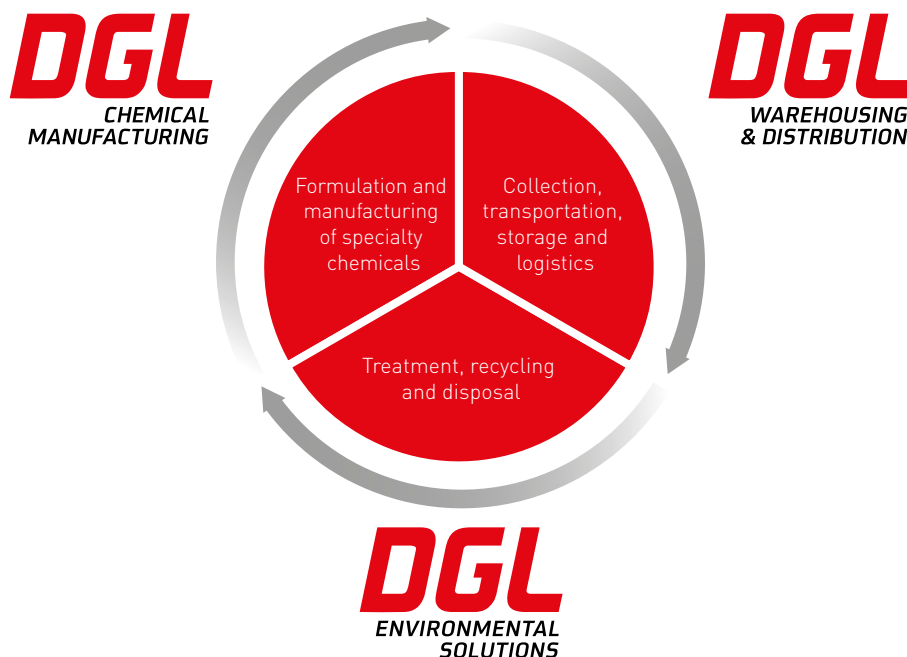 DGL
CHEMICAL
MANUFACTURING
DGL
WAREHOUSING
& DISTRIBUTION
Formulation and
manufacturing
of specialty
chemicals
Collection,
transportation,
storage and
logistics
Treatment, recycling
and disposal
DGL
ENVIRONMENTAL
SOLUTIONS